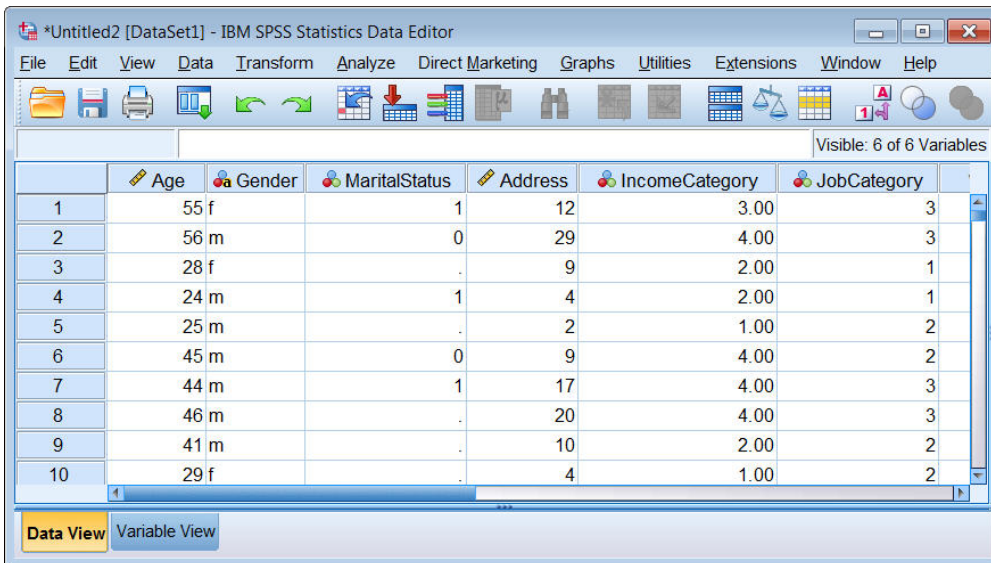 *Untitled2 [DataSet1] - IBM SPSS Statistics Data Editor
File Edit View Data Transform Analyze Direct Marketing Graphs Utilities Extensions Window Help
Visible: 6 of 6 Variables
Age Gender MaritalStatus Address IncomeCategory JobCategory
1 55 f 1 12 3.00 3
2 56 m 0 29 4.00 3
3 28 f . 9 2.00 1
4 24 m 1 4 2.00 1
5 25 m . 2 1.00 2
6 45 m 0 9 4.00 2
7 44 m 1 17 4.00 3
8 46 m . 20 4.00 3
9 41 m . 10 2.00 2
10 29 f . 4 1.00 2
Data View Variable View